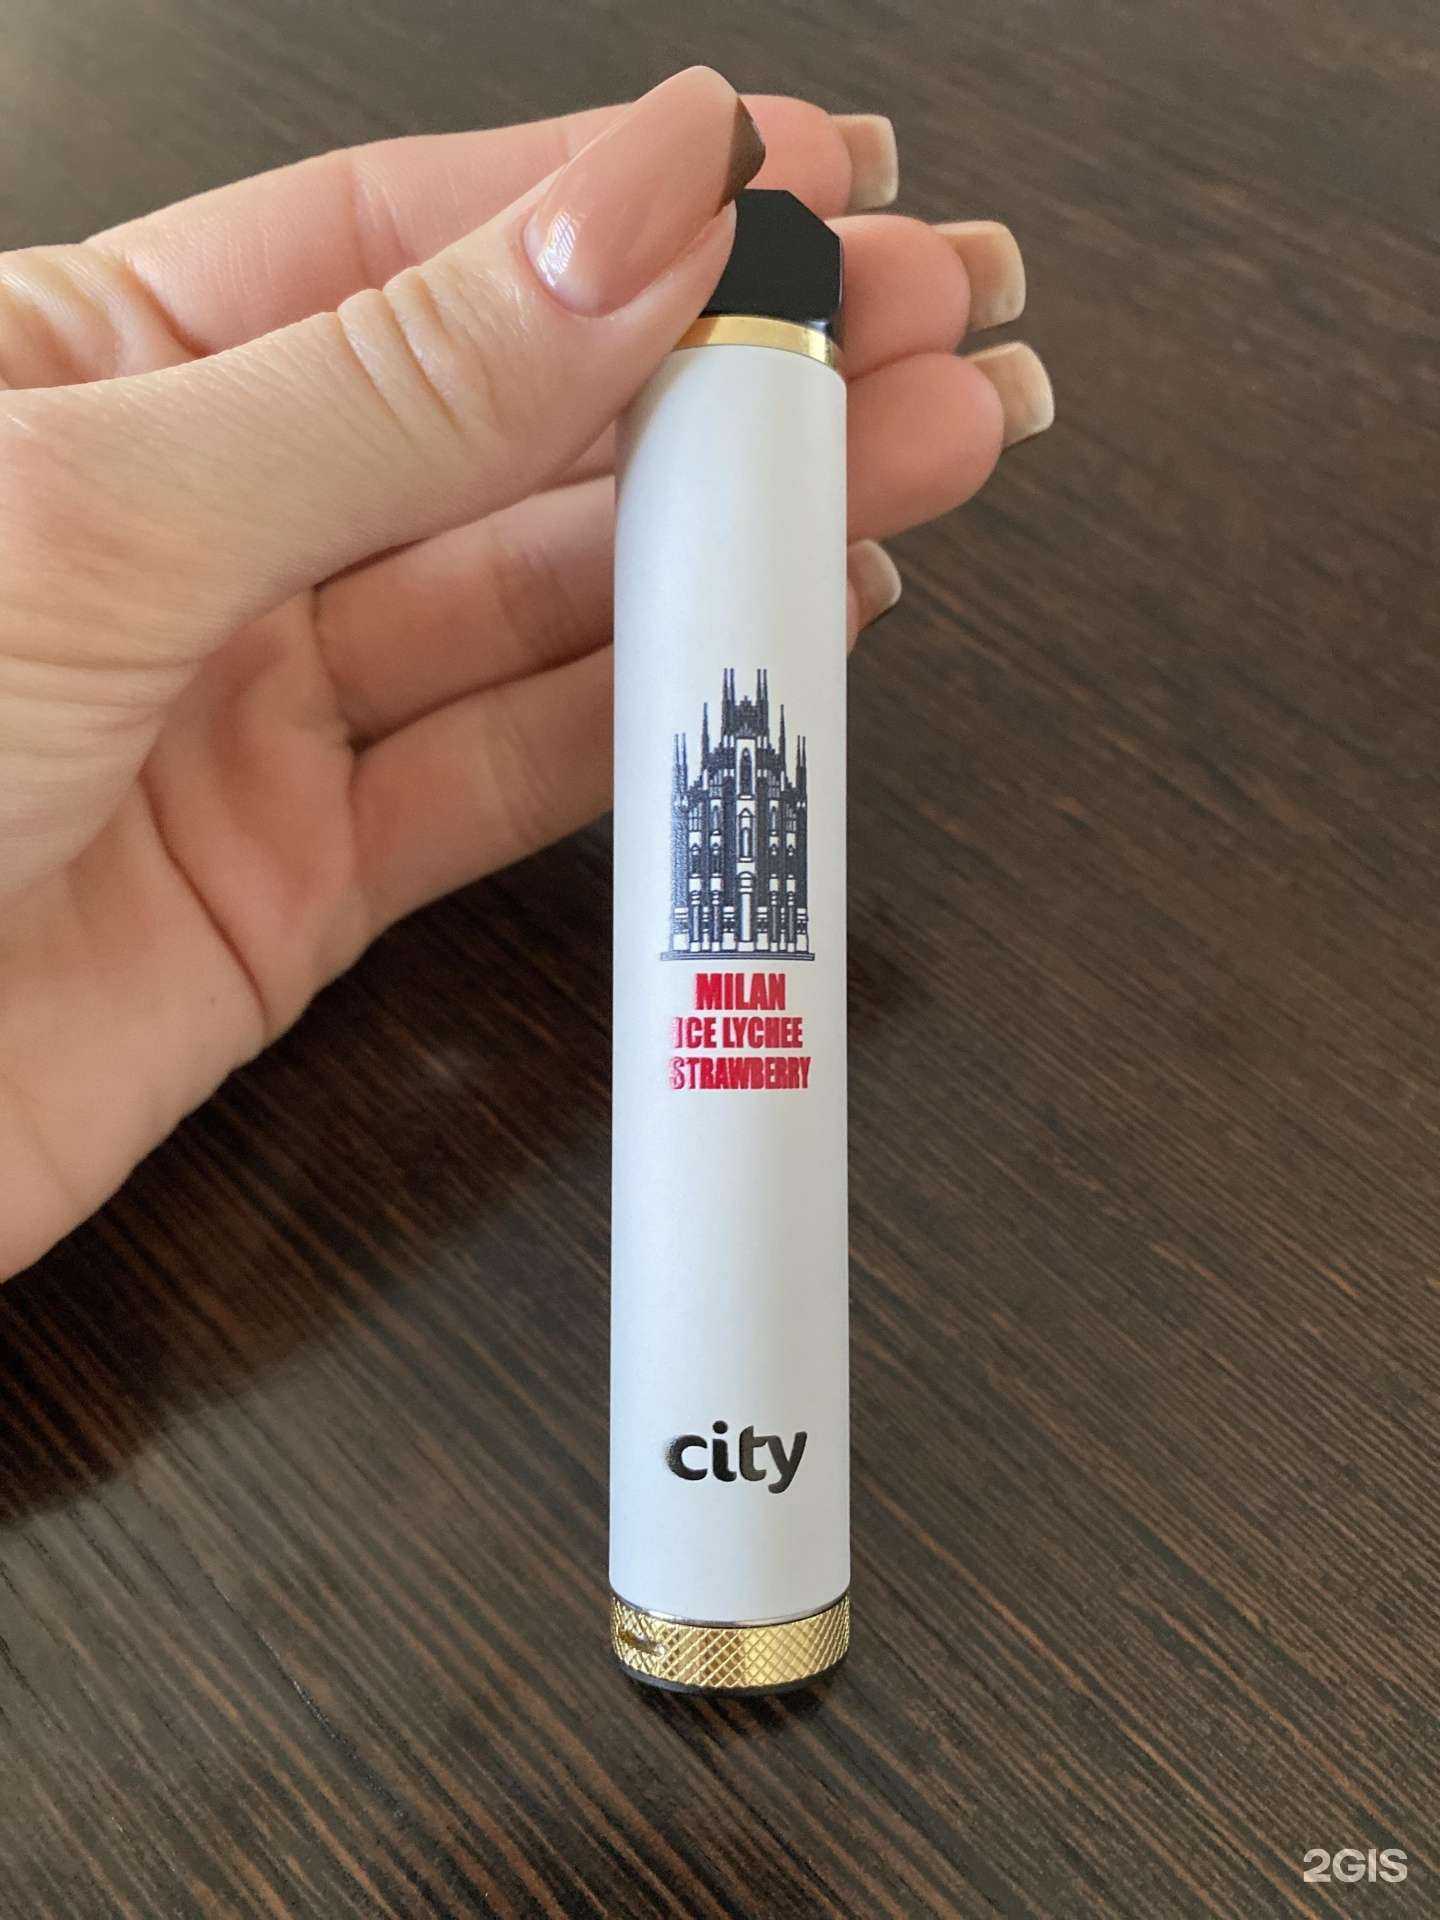 MILAN
ICE LYCHEE
STRAWBERRY
city
2GIS